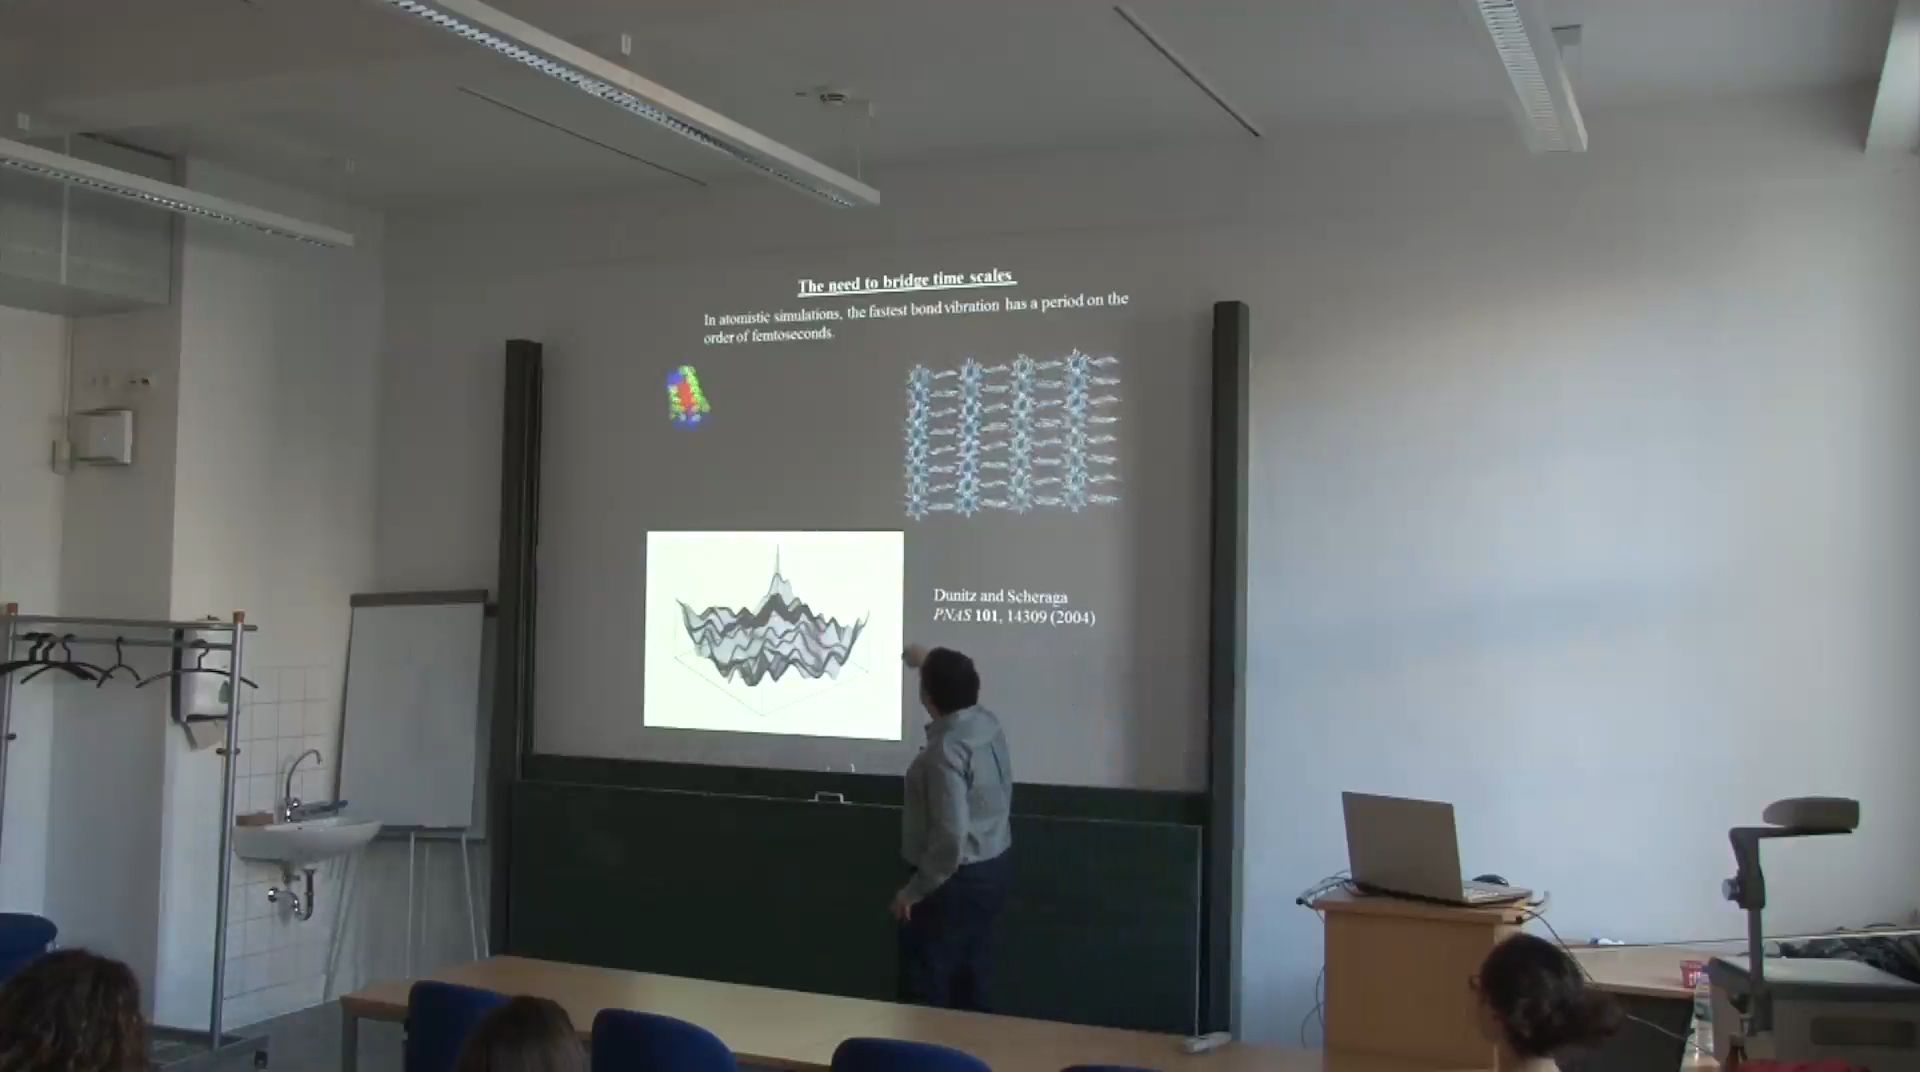 The need to bridge time scales
In atomistic simulations, the fastest bond vibration has a period on the
order of femtoseconds.
Dunitz and Scheraga
PNAS 101, 14309 (2004)